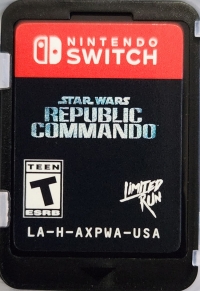 NINTENDO
SWITCH
STAR WARS
REPUBLIC
COMMANDO
TEEN
T
ESRB
LIMITED
RUN
LA-H-AXPWA-USA